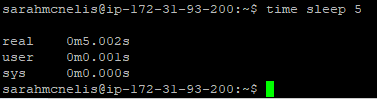 sarahmcnelis@ip-172-31-93-200:~$ time sleep 5
real    0m5.002s
user    0m0.001s
sys     0m0.000s
sarahmcnelis@ip-172-31-93-200:~$